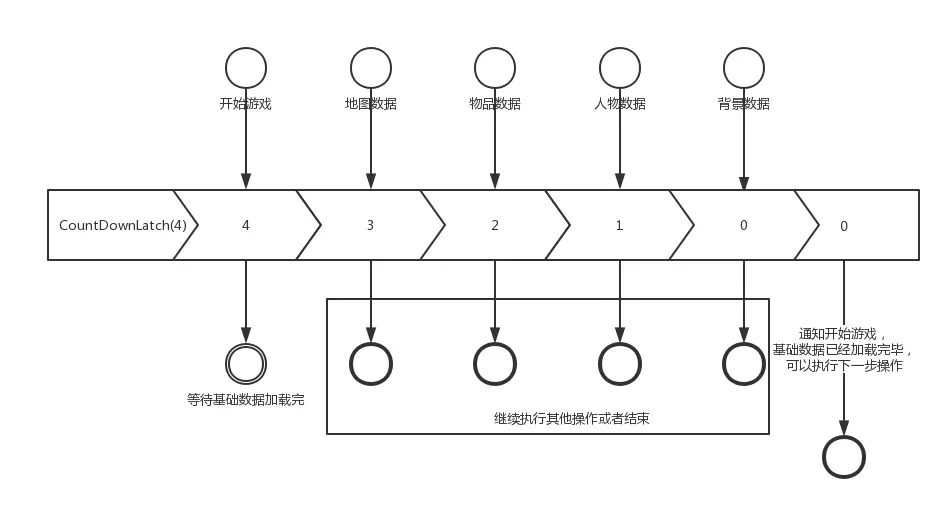 开始游戏
地图数据
物品数据
人物数据
背景数据
CountDownLatch(4)
4
3
2
1
0
0
通知开始游戏，
基础数据已经加载完毕，
可以执行下一步操作
等待基础数据加载完
继续执行其他操作或者结束